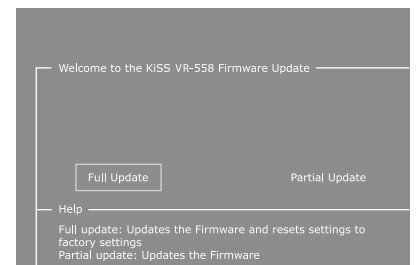 Welcome to the KiSS VR-558 Firmware Update
Full Update
Partial Update
Help
Full update: Updates the Firmware and resets settings to
factory settings
Partial update: Updates the Firmware